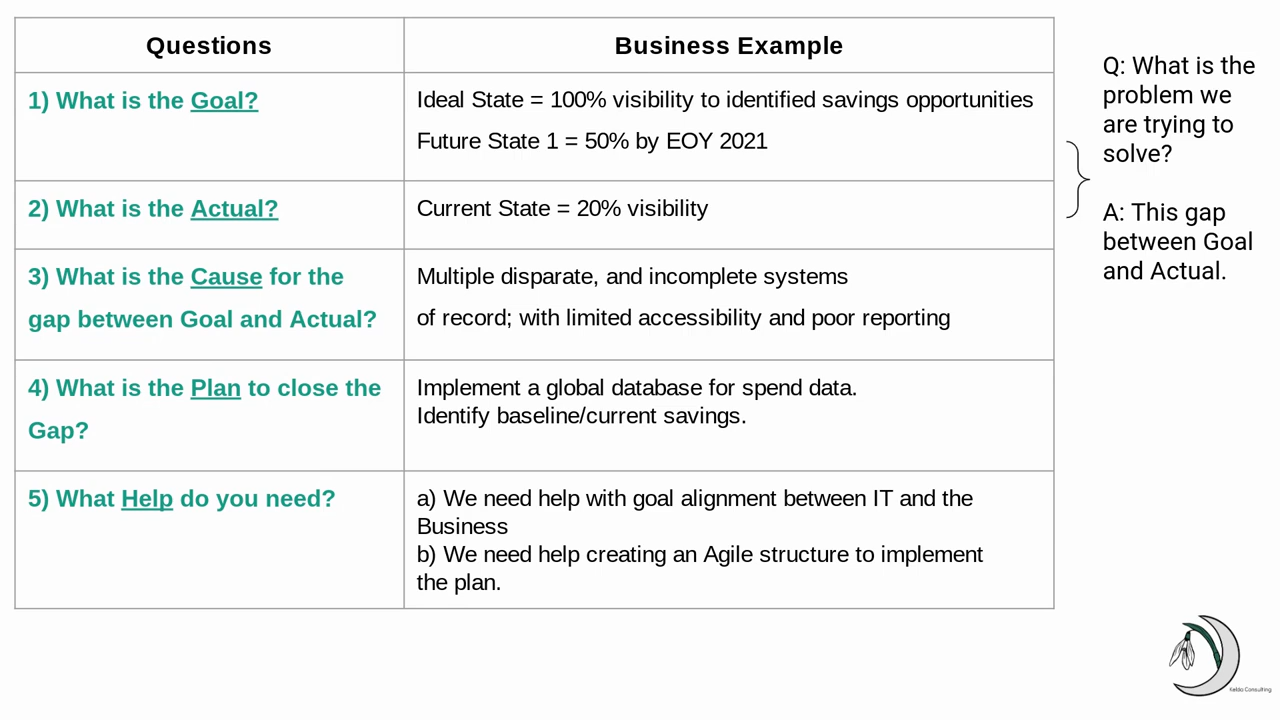 Questions
Business Example
1) What is the Goal?
Ideal State = 100% visibility to identified savings opportunities
Future State 1 = 50% by EOY 2021
2) What is the Actual?
Current State = 20% visibility
3) What is the Cause for the
gap between Goal and Actual?
Multiple disparate, and incomplete systems
of record; with limited accessibility and poor reporting
4) What is the Plan to close the
Gap?
Implement a global database for spend data.
Identify baseline/current savings.
5) What Help do you need?
a) We need help with goal alignment between IT and the
Business
b) We need help creating an Agile structure to implement
the plan.
Q: What is the
problem we
are trying to
solve?
A: This gap
between Goal
and Actual.
Consulting